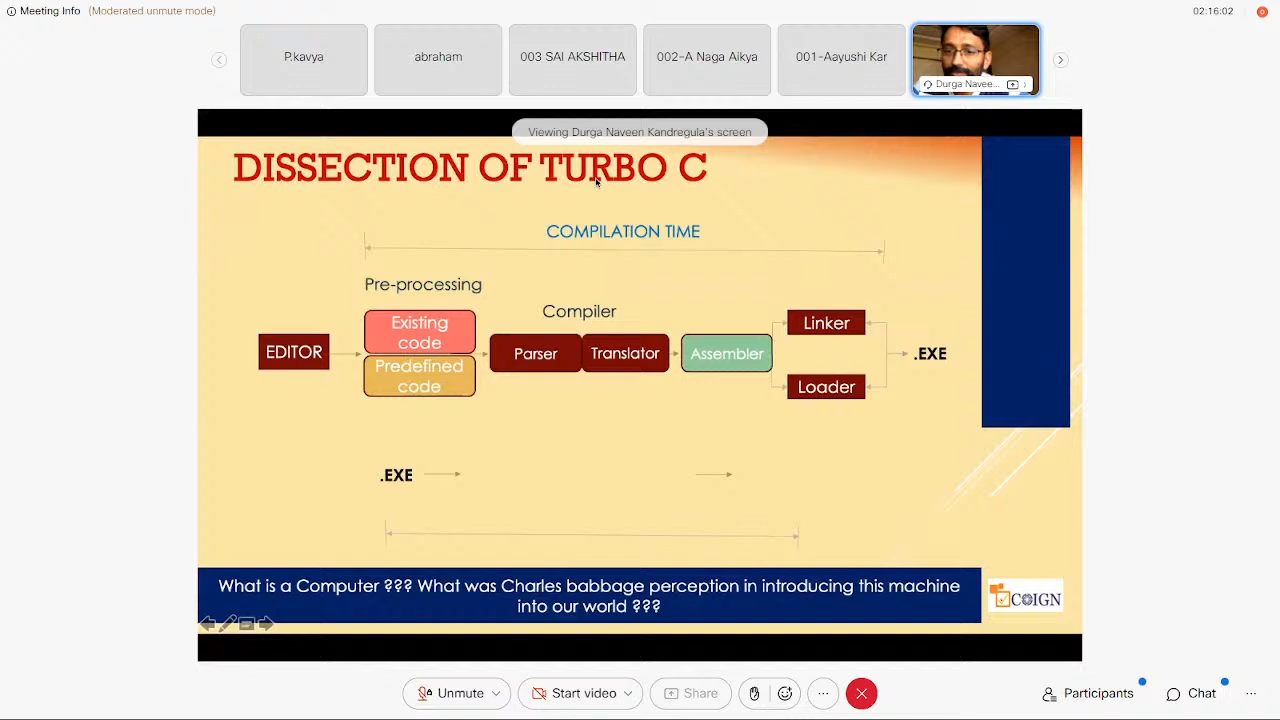 Meeting Info (Moderated unmute mode)
02:16:02
P.kavya
abraham
093 SAI AKSHITHA
002-A Naga Aikya
001-Aayushi Kar
Durga Navee...
Viewing Durga Naveen Kandregula's screen
DISSECTION OF TURBO C
COMPILATION TIME
Pre-processing
Compiler
EDITOR
Existing
code
Predefined
code
Parser
Translator
Assembler
Linker
Loader
.EXE
.EXE
What is a Computer ??? What was Charles babbage perception in introducing this machine
into our world ???
COIGN
Unmute
Start video
Share
Participants
Chat